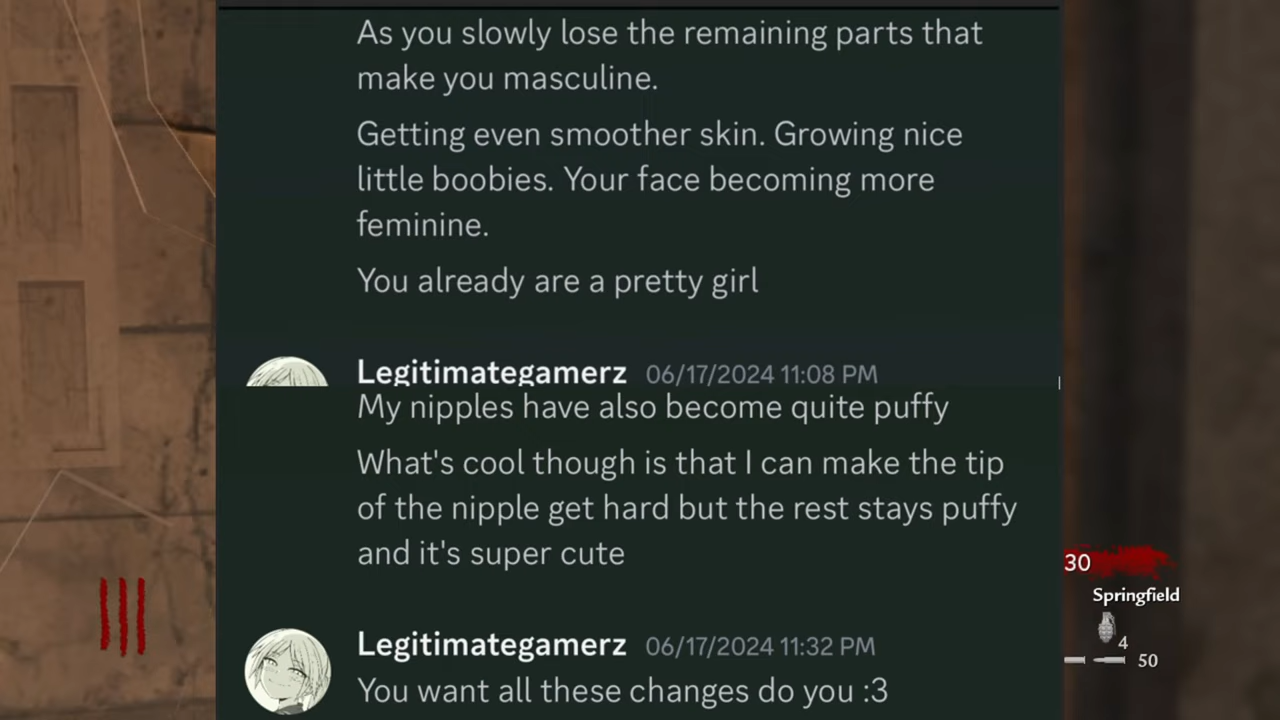 As you slowly lose the remaining parts that
make you masculine.
Getting even smoother skin. Growing nice
little boobies. Your face becoming more
feminine.
You already are a pretty girl
Legitimategamerz 06/17/2024 11:08 PM
My nipples have also become quite puffy
What's cool though is that I can make the tip
of the nipple get hard but the rest stays puffy
and it's super cute
Legitimategamerz 06/17/2024 11:32 PM
You want all these changes do you :3
30
Springfield
4
50